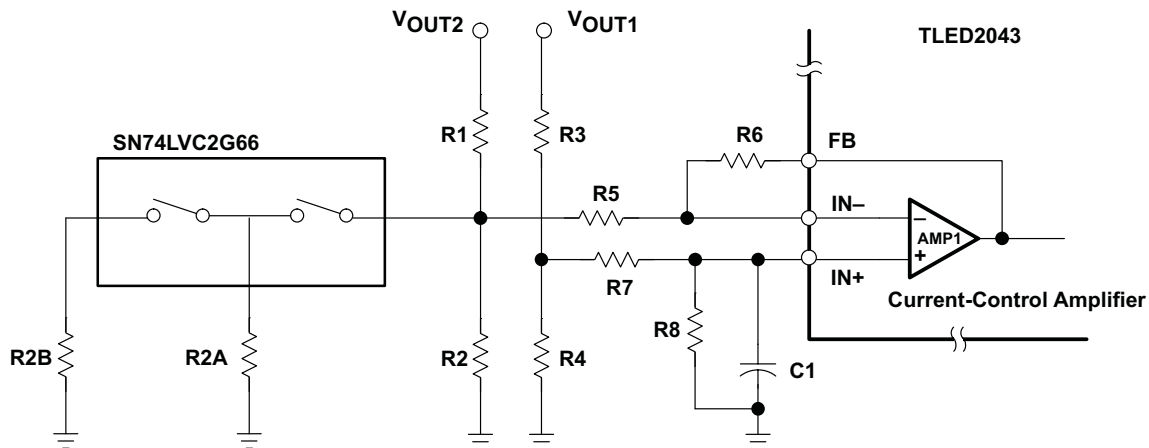 VOUT2
VOUT1
TLED2043
R1
R3
R6
FB
SN74LVC2G66
R5
IN–
–
AMP1
+
R7
IN+
Current-Control Amplifier
R8
R2B
R2A
R2
R4
C1